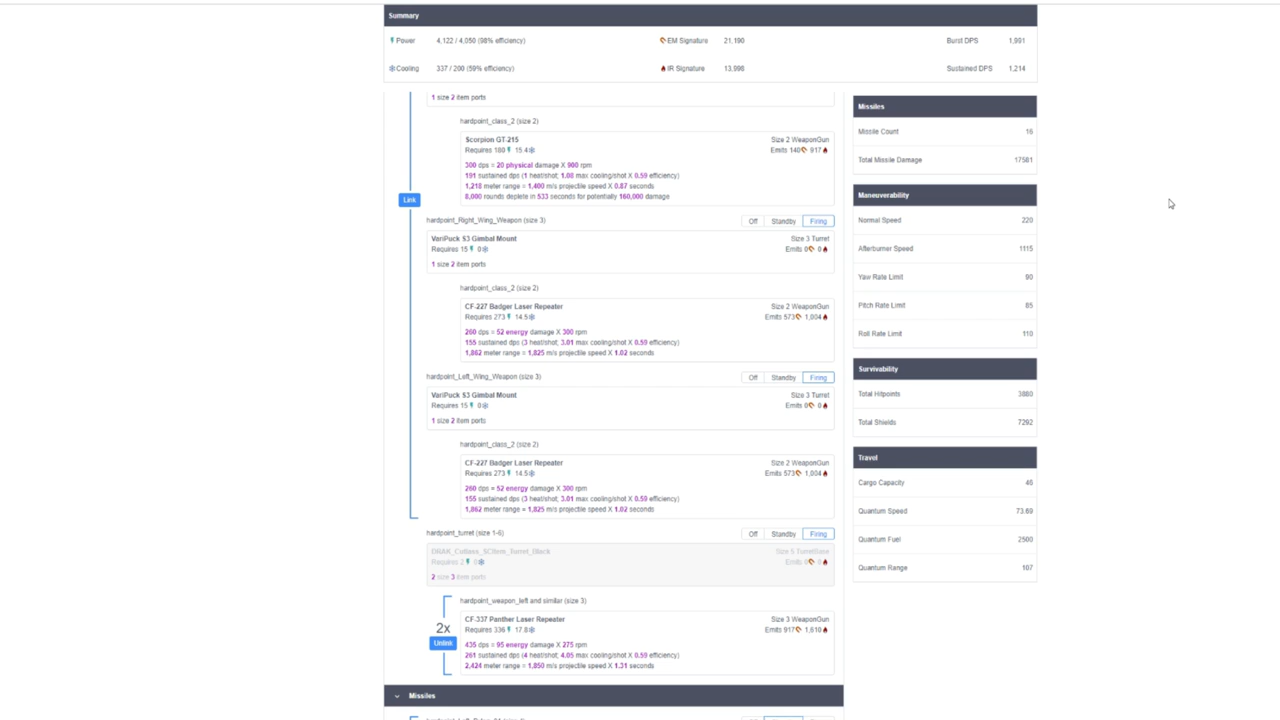 Summary
Power 4,122 / 4,050 (98% efficiency) EM Signature 21,190 Burst DPS 1,991
Cooling 337 / 200 (59% efficiency) IR Signature 13,998 Sustained DPS 1,214
1 size 2 item ports
hardpoint_class_2 (size 2)
Scorpion GT-215 Size 2 WeaponGun
Requires 180 15.4 Emits 140 917
300 dps = 20 physical damage X 900 rpm
191 sustained dps (1 heat/shot; 1.08 max cooling/shot X 0.59 efficiency)
1,218 meter range = 1,400 m/s projectile speed X 0.87 seconds
8,000 rounds deplete in 533 seconds for potentially 160,000 damage
Link
hardpoint_Right_Wing_Weapon (size 3) Off Standby Firing
VariPuck S3 Gimbal Mount Size 3 Turret
Requires 15 0 Emits 0 0
1 size 2 item ports
hardpoint_class_2 (size 2)
CF-227 Badger Laser Repeater Size 2 WeaponGun
Requires 273 14.5 Emits 573 1,004
260 dps = 52 energy damage X 300 rpm
155 sustained dps (3 heat/shot; 3.01 max cooling/shot X 0.59 efficiency)
1,862 meter range = 1,825 m/s projectile speed X 1.02 seconds
hardpoint_Left_Wing_Weapon (size 3) Off Standby Firing
VariPuck S3 Gimbal Mount Size 3 Turret
Requires 15 0 Emits 0 0
1 size 2 item ports
hardpoint_class_2 (size 2)
CF-227 Badger Laser Repeater Size 2 WeaponGun
Requires 273 14.5 Emits 573 1,004
260 dps = 52 energy damage X 300 rpm
155 sustained dps (3 heat/shot; 3.01 max cooling/shot X 0.59 efficiency)
1,862 meter range = 1,825 m/s projectile speed X 1.02 seconds
hardpoint_turret (size 1-6) Off Standby Firing
DRAK_Cutlass_SCItem_Turret_Black Size 5 TurretBase
Requires 2 0 Emits 0 0
2 size 3 item ports
hardpoint_weapon_left and similar (size 3)
2x
Unlink
CF-337 Panther Laser Repeater Size 3 WeaponGun
Requires 336 17.8 Emits 917 1,610
435 dps = 95 energy damage X 275 rpm
261 sustained dps (4 heat/shot; 4.05 max cooling/shot X 0.59 efficiency)
2,424 meter range = 1,850 m/s projectile speed X 1.31 seconds
Missiles
Missiles
Missile Count 16
Total Missile Damage 17581
Maneuverability
Normal Speed 220
Afterburner Speed 1115
Yaw Rate Limit 90
Pitch Rate Limit 85
Roll Rate Limit 110
Survivability
Total Hitpoints 3880
Total Shields 7292
Travel
Cargo Capacity 46
Quantum Speed 73.69
Quantum Fuel 2500
Quantum Range 107